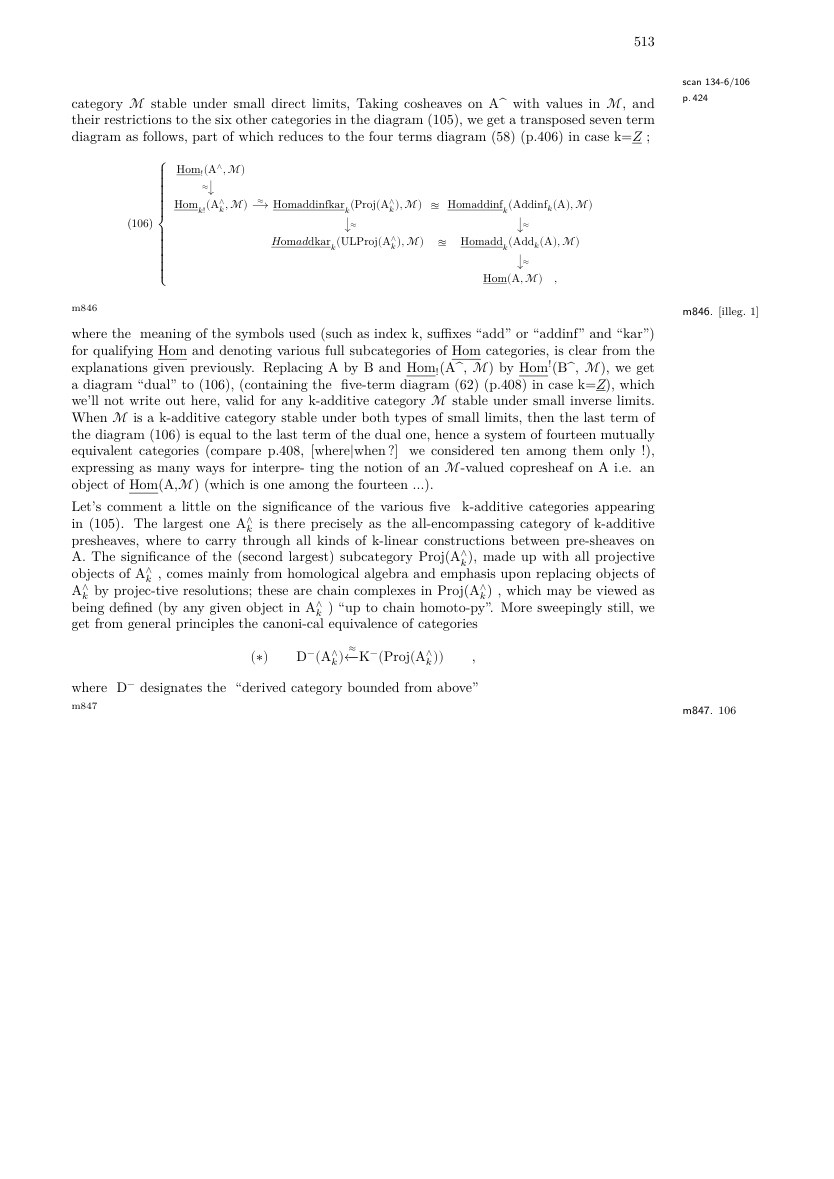 513
scan 134-6/106
p. 424
category ℳ stable under small direct limits, Taking cosheaves on A^ with values in ℳ, and
their restrictions to the six other categories in the diagram (105), we get a transposed seven term
diagram as follows, part of which reduces to the four terms diagram (58) (p.406) in case k=Z ;
Hom!(A^, ℳ)
≈↓
Hom_k!(A^_k, ℳ) ≈→ Homaddinfkar_k(Proj(A^_k), ℳ) ≊ Homaddinf_k(Addinf_k(A), ℳ)
(106) ↓≈ ↓≈
Homaddkar_k(ULProj(A^_k), ℳ) ≊ Homadd_k(Add_k(A), ℳ)
↓≈
Hom(A, ℳ) ,
m846
m846. [illeg. 1]
where the meaning of the symbols used (such as index k, suffixes “add” or “addinf” and “kar”)
for qualifying Hom and denoting various full subcategories of Hom categories, is clear from the
explanations given previously. Replacing A by B and Hom!(A^, ℳ) by Hom^!(B^, ℳ), we get
a diagram “dual” to (106), (containing the five-term diagram (62) (p.408) in case k=Z), which
we'll not write out here, valid for any k-additive category ℳ stable under small inverse limits.
When ℳ is a k-additive category stable under both types of small limits, then the last term of
the diagram (106) is equal to the last term of the dual one, hence a system of fourteen mutually
equivalent categories (compare p.408, [where|when ?] we considered ten among them only !),
expressing as many ways for interpre- ting the notion of an ℳ-valued copresheaf on A i.e. an
object of Hom(A,ℳ) (which is one among the fourteen ...).
Let's comment a little on the significance of the various five k-additive categories appearing
in (105). The largest one A^_k is there precisely as the all-encompassing category of k-additive
presheaves, where to carry through all kinds of k-linear constructions between pre-sheaves on
A. The significance of the (second largest) subcategory Proj(A^_k), made up with all projective
objects of A^_k , comes mainly from homological algebra and emphasis upon replacing objects of
A^_k by projec-tive resolutions; these are chain complexes in Proj(A^_k) , which may be viewed as
being defined (by any given object in A^_k ) “up to chain homoto-py”. More sweepingly still, we
get from general principles the canoni-cal equivalence of categories
(∗) D⁻(A^_k) ≈← K⁻(Proj(A^_k)) ,
where D⁻ designates the “derived category bounded from above”
m847
m847. 106